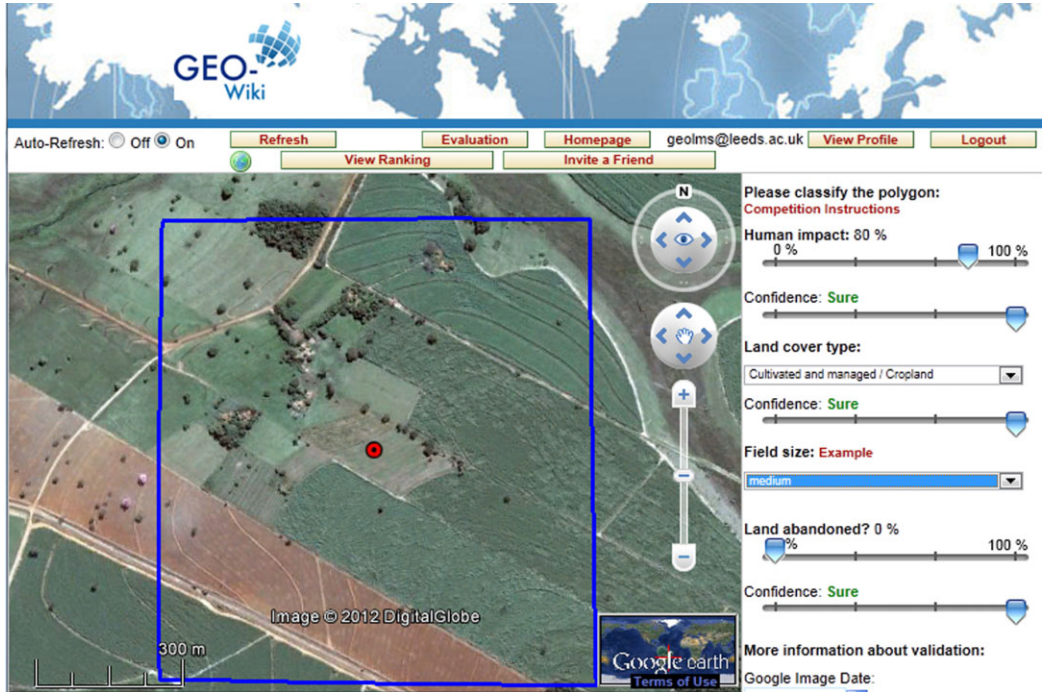 GEO-
Wiki
Auto-Refresh: Off On
Refresh
Evaluation
Homepage
geolms@leeds.ac.uk
View Profile
Logout
View Ranking
Invite a Friend
N
Please classify the polygon:
Competition Instructions
Human impact: 80 %
0 %
100 %
Confidence: Sure
Land cover type:
Cultivated and managed / Cropland
Confidence: Sure
Field size: Example
medium
Land abandoned? 0 %
%
100 %
Confidence: Sure
Image © 2012 DigitalGlobe
300 m
Google earth
Terms of Use
More information about validation:
Google Image Date: